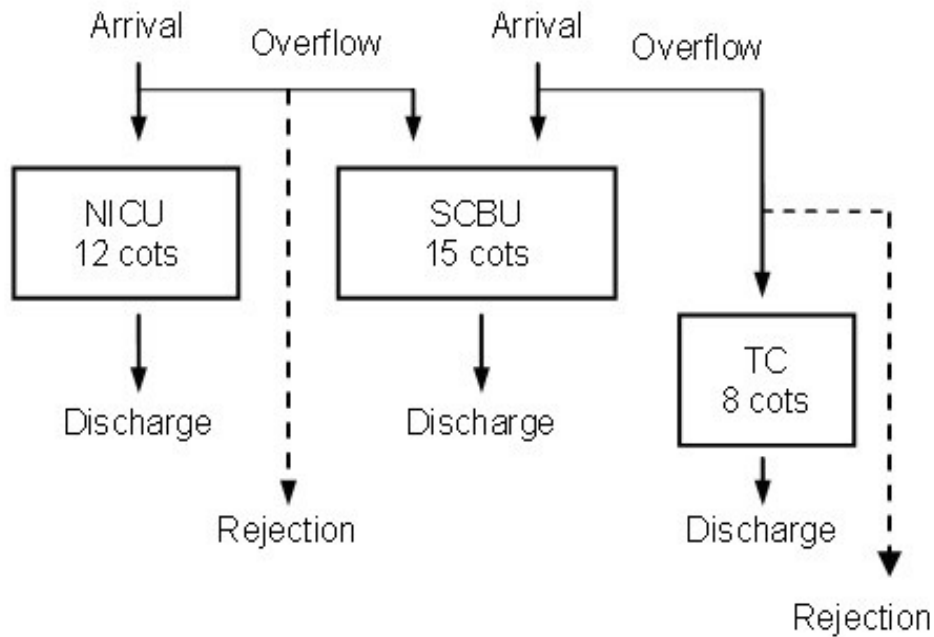 Arrival
Overflow
Arrival
Overflow
NICU
12 cots
SCBU
15 cots
TC
8 cots
Discharge
Discharge
Rejection
Discharge
Rejection